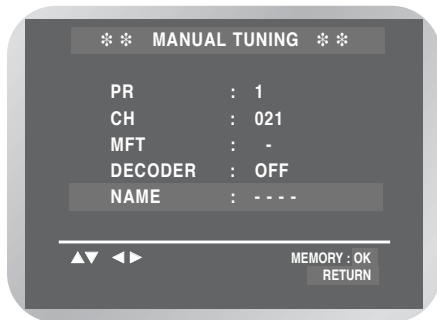 ❇ ❇ MANUAL TUNING ❇ ❇
PR : 1
CH : 021
MFT : -
DECODER : OFF
NAME : - - - -
▲▼ ◀ ▶ MEMORY : OK
RETURN